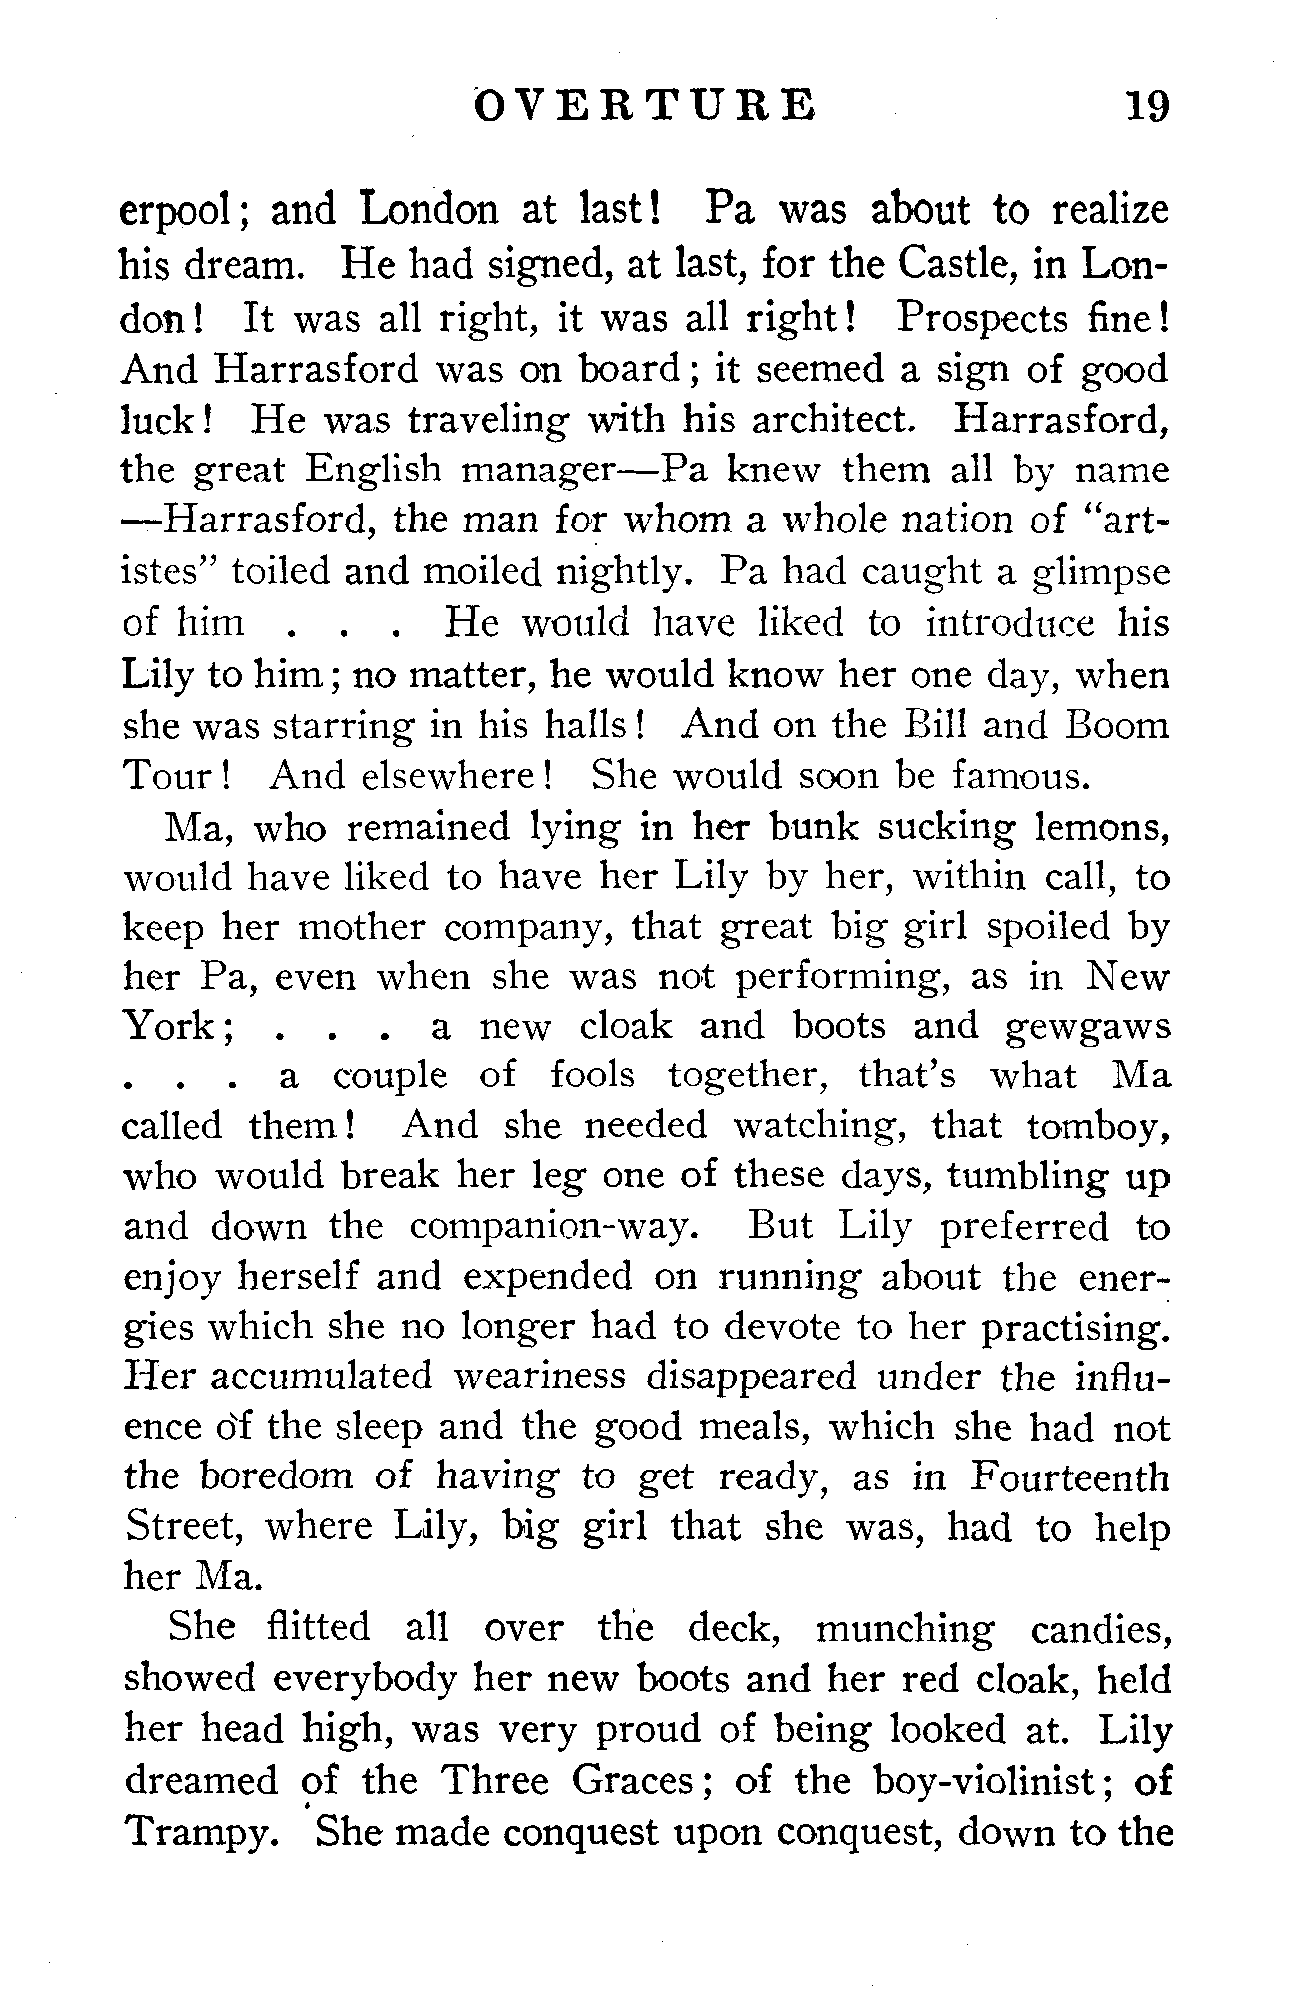 OVERTURE 19
erpool; and London at last! Pa was about to realize
his dream. He had signed, at last, for the Castle, in Lon-
don! It was all right, it was all right! Prospects fine!
And Harrasford was on board; it seemed a sign of good
luck! He was traveling with his architect. Harrasford,
the great English manager—Pa knew them all by name
—Harrasford, the man for whom a whole nation of “art-
istes” toiled and moiled nightly. Pa had caught a glimpse
of him . . . He would have liked to introduce his
Lily to him; no matter, he would know her one day, when
she was starring in his halls! And on the Bill and Boom
Tour! And elsewhere! She would soon be famous.
Ma, who remained lying in her bunk sucking lemons,
would have liked to have her Lily by her, within call, to
keep her mother company, that great big girl spoiled by
her Pa, even when she was not performing, as in New
York; . . . a new cloak and boots and gewgaws
. . . a couple of fools together, that’s what Ma
called them! And she needed watching, that tomboy,
who would break her leg one of these days, tumbling up
and down the companion-way. But Lily preferred to
enjoy herself and expended on running about the ener-
gies which she no longer had to devote to her practising.
Her accumulated weariness disappeared under the influ-
ence of the sleep and the good meals, which she had not
the boredom of having to get ready, as in Fourteenth
Street, where Lily, big girl that she was, had to help
her Ma.
She flitted all over the deck, munching candies,
showed everybody her new boots and her red cloak, held
her head high, was very proud of being looked at. Lily
dreamed of the Three Graces; of the boy-violinist; of
Trampy. She made conquest upon conquest, down to the